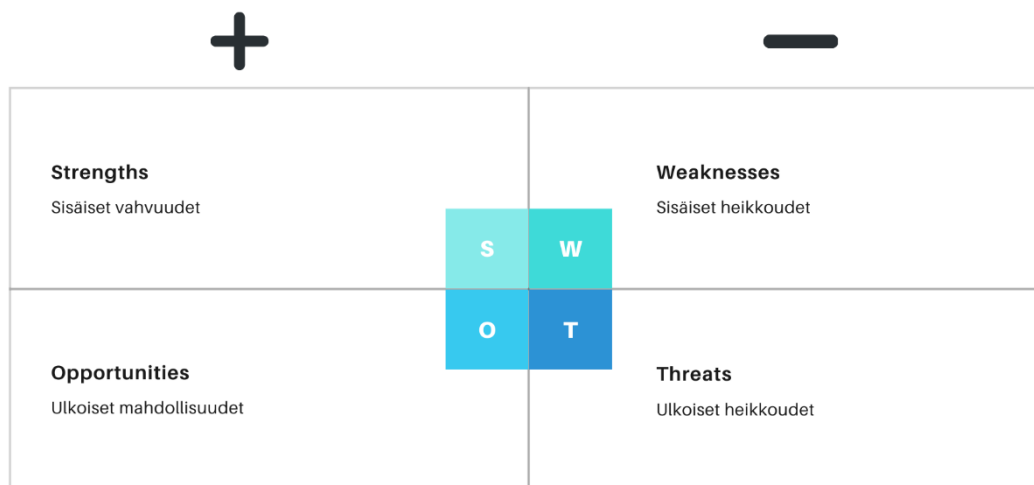 Strengths
Sisäiset vahvuudet
Weaknesses
Sisäiset heikkoudet
S W
O T
Opportunities
Ulkoiset mahdollisuudet
Threats
Ulkoiset heikkoudet